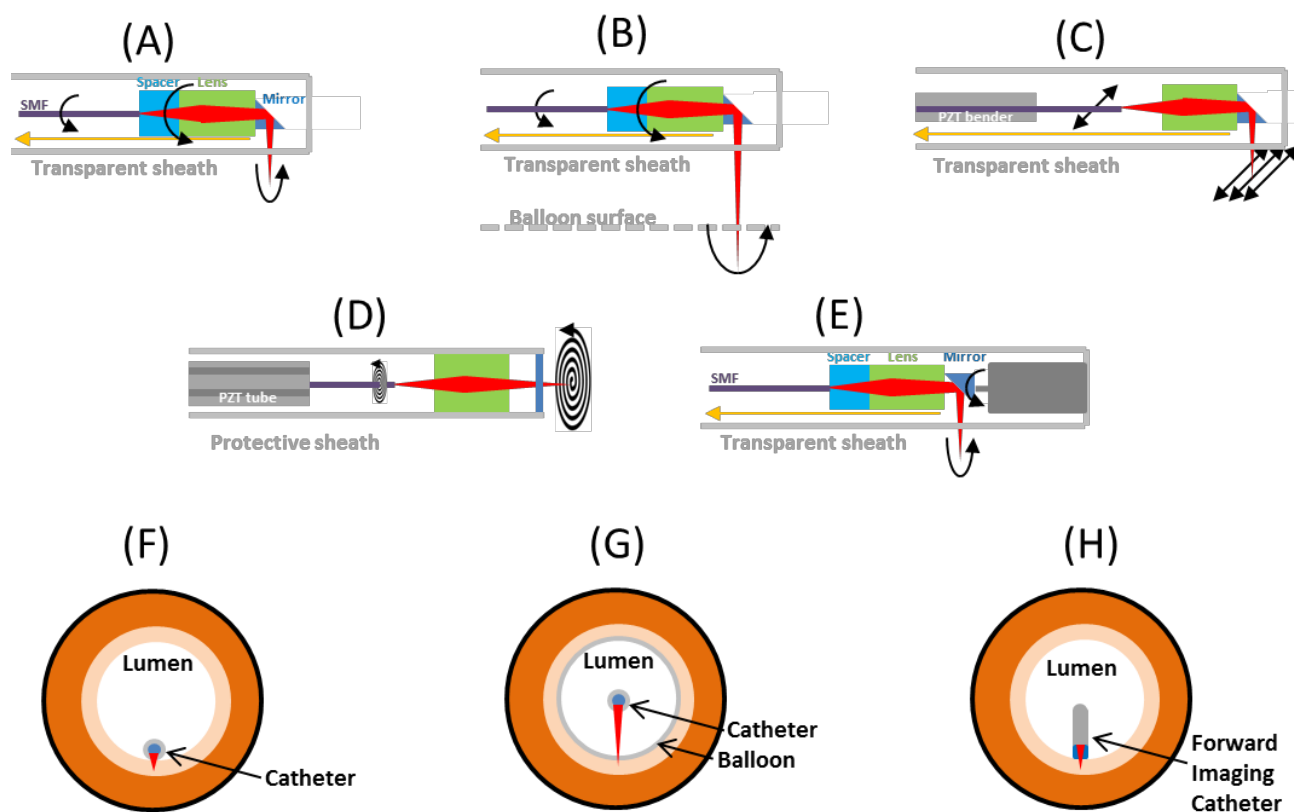 (A)
(B)
(C)
Spacer
Lens
Mirror
SMF
Transparent sheath
Transparent sheath
Balloon surface
PZT bender
Transparent sheath
(D)
(E)
PZT tube
Protective sheath
Spacer
Lens
Mirror
SMF
Transparent sheath
(F)
(G)
(H)
Lumen
Catheter
Lumen
Catheter
Balloon
Lumen
Forward
Imaging
Catheter